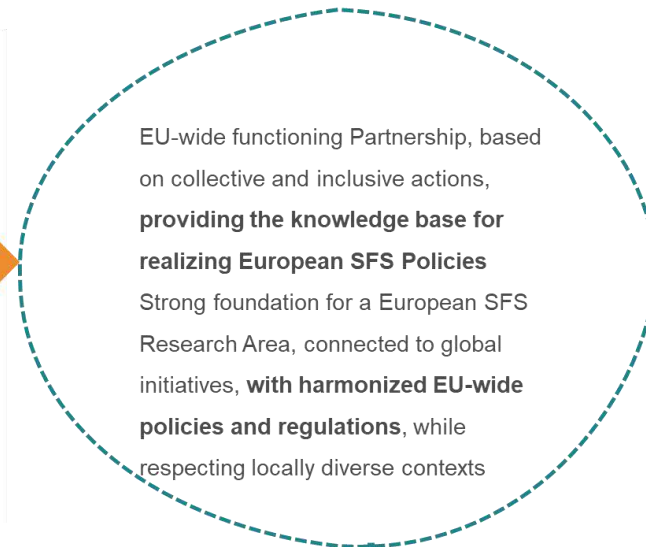 EU-wide functioning Partnership, based
on collective and inclusive actions,
providing the knowledge base for
realizing European SFS Policies
Strong foundation for a European SFS
Research Area, connected to global
initiatives, with harmonized EU-wide
policies and regulations, while
respecting locally diverse contexts